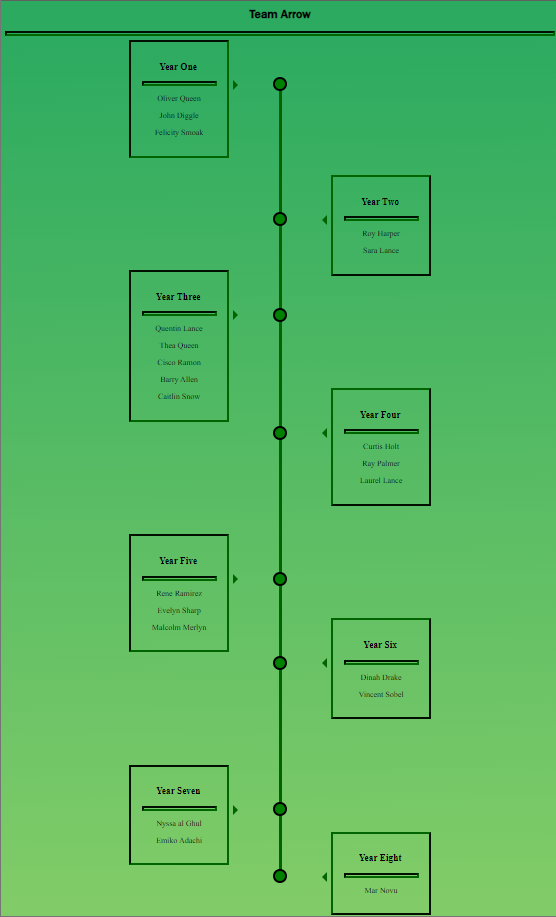 Team Arrow
Year One
Oliver Queen
John Diggle
Felicity Smoak
Year Two
Roy Harper
Sara Lance
Year Three
Quentin Lance
Thea Queen
Cisco Ramon
Barry Allen
Caitlin Snow
Year Four
Curtis Holt
Ray Palmer
Laurel Lance
Year Five
Rene Ramirez
Evelyn Sharp
Malcolm Merlyn
Year Six
Dinah Drake
Vincent Sobel
Year Seven
Nyssa al Ghul
Emiko Adachi
Year Eight
Mar Novu